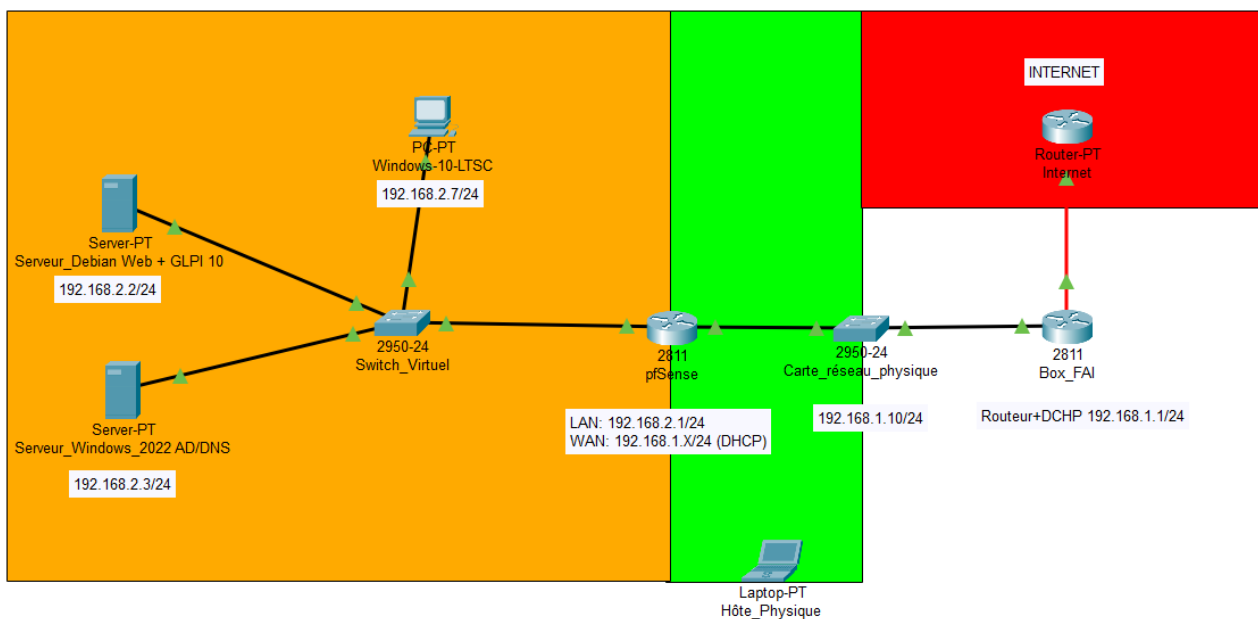 INTERNET
Router-PT
Internet
PC-PT
Windows-10-LTSC
192.168.2.7/24
Server-PT
Serveur_Debian Web + GLPI 10
192.168.2.2/24
2950-24
Switch_Virtuel
2811
pfSense
2950-24
Carte_réseau_physique
2811
Box_FAI
LAN: 192.168.2.1/24
WAN: 192.168.1.X/24 (DHCP)
192.168.1.10/24
Routeur+DCHP 192.168.1.1/24
Server-PT
Serveur_Windows_2022 AD/DNS
192.168.2.3/24
Laptop-PT
Hôte_Physique